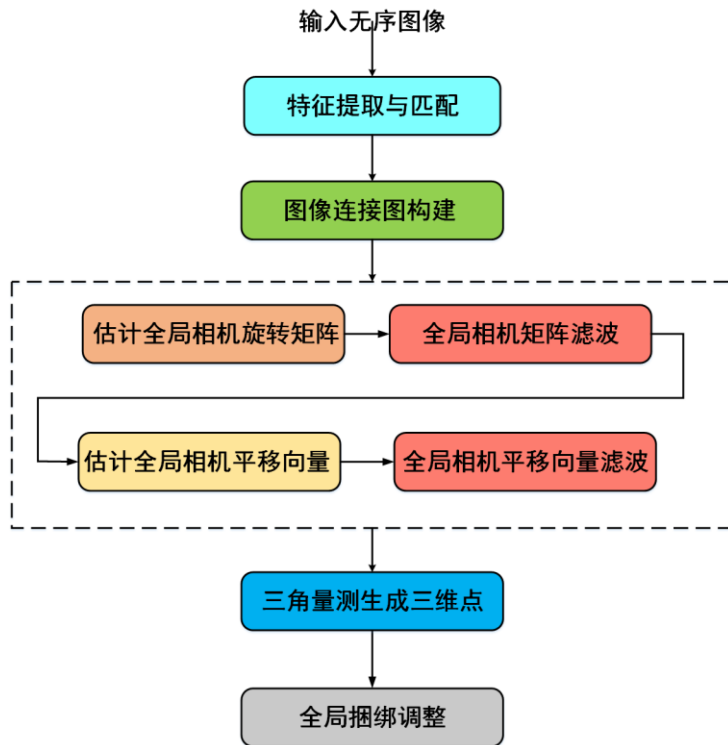 输入无序图像
特征提取与匹配
图像连接图构建
估计全局相机旋转矩阵
全局相机矩阵滤波
估计全局相机平移向量
全局相机平移向量滤波
三角量测生成三维点
全局捆绑调整